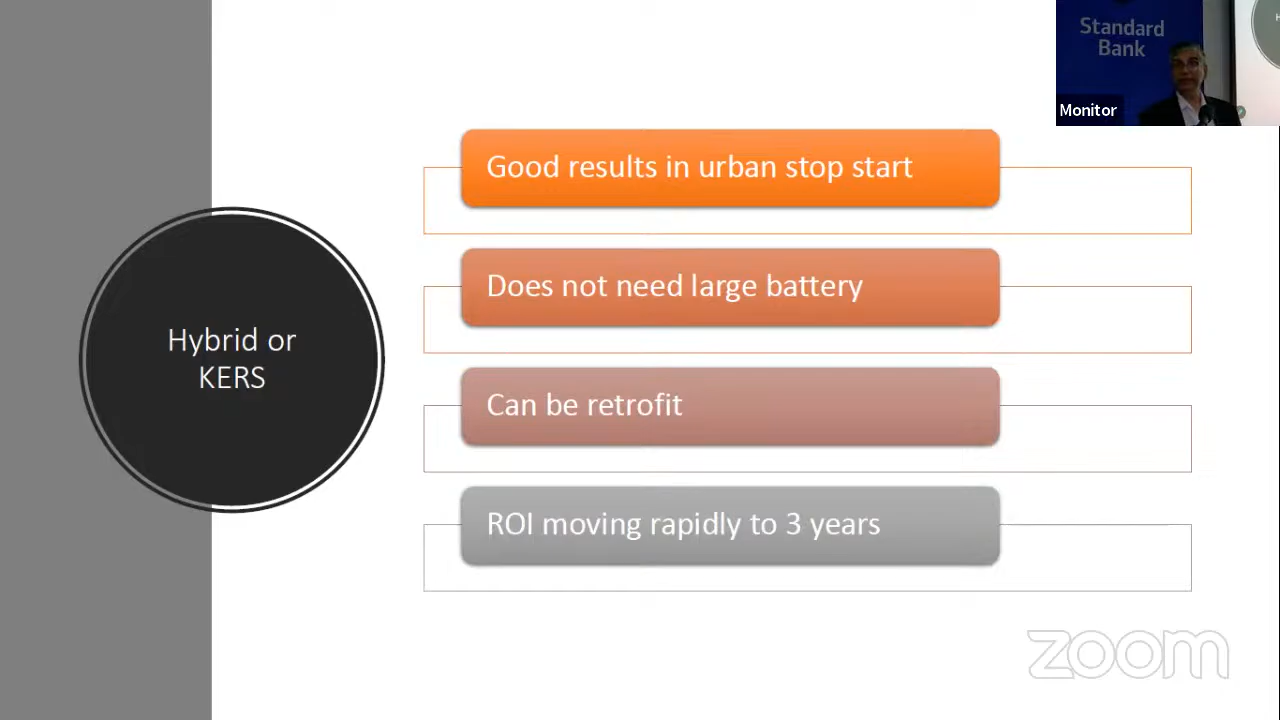 Standard
Bank
Monitor
Good results in urban stop start
Does not need large battery
Hybrid or
KERS
Can be retrofit
ROI moving rapidly to 3 years
zoom